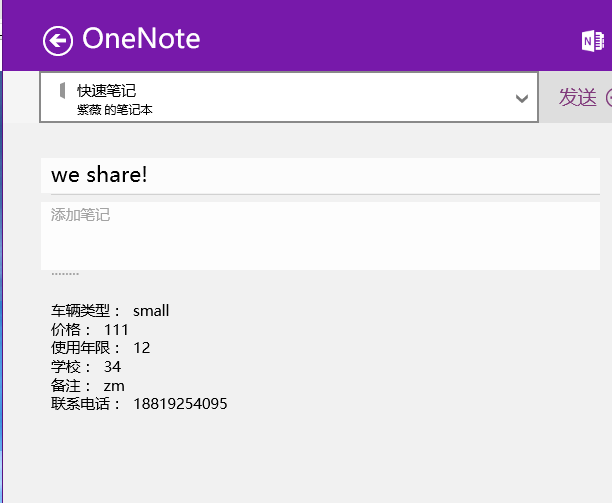 OneNote
快速笔记
紫薇 的笔记本
发送
we share!
添加笔记
车辆类型： small
价格： 111
使用年限： 12
学校： 34
备注： zm
联系电话： 18819254095